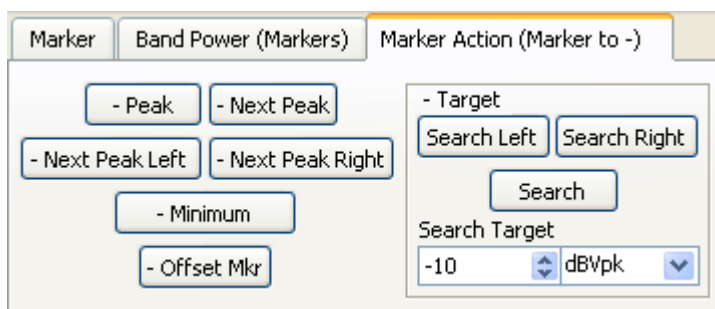 Marker Band Power (Markers) Marker Action (Marker to -)
- Peak - Next Peak
- Next Peak Left - Next Peak Right
- Minimum
- Offset Mkr
- Target
Search Left Search Right
Search
Search Target
-10 dBVpk